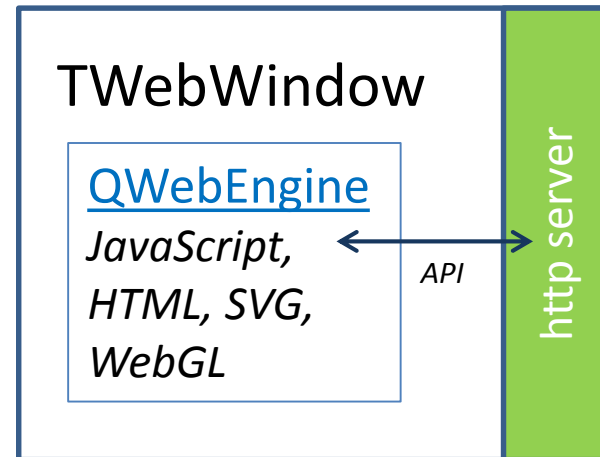 TWebWindow
QWebEngine
JavaScript,
HTML, SVG,
WebGL
API
http server